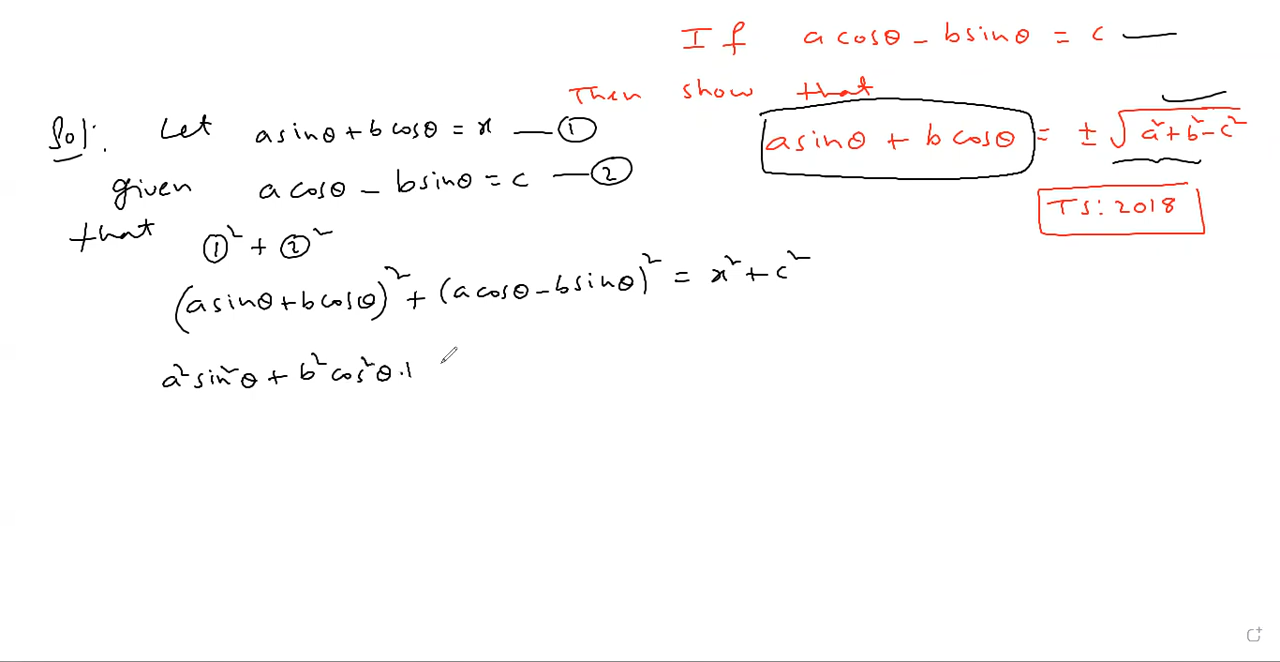 If a cosθ - b sinθ = c
Then show that
a sinθ + b cosθ = ± √a²+b²-c²
TS: 2018
Sol: Let a sinθ + b cosθ = x — ①
given a cosθ - b sinθ = c — ②
that
①² + ②²
(a sinθ + b cosθ)² + (a cosθ - b sinθ)² = x² + c²
a² sin²θ + b² cos²θ .1